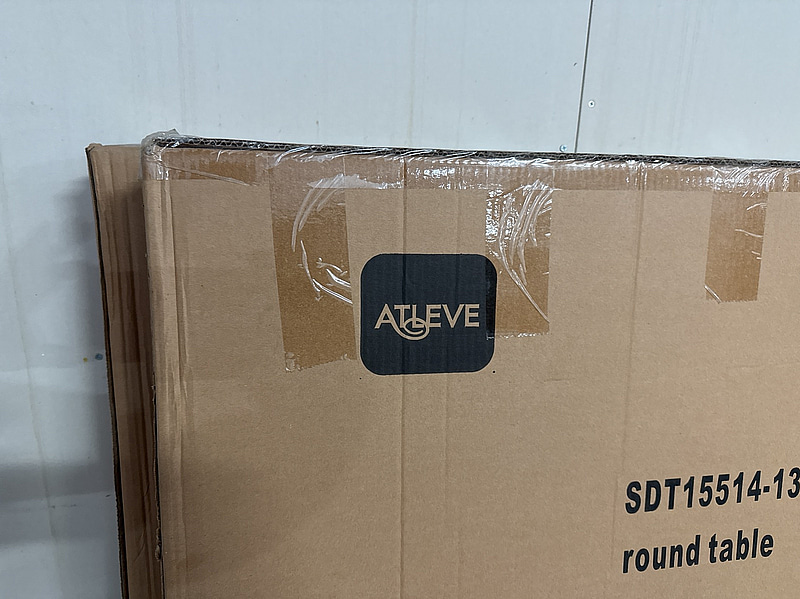 ATLEVE
SDT15514-13
round table